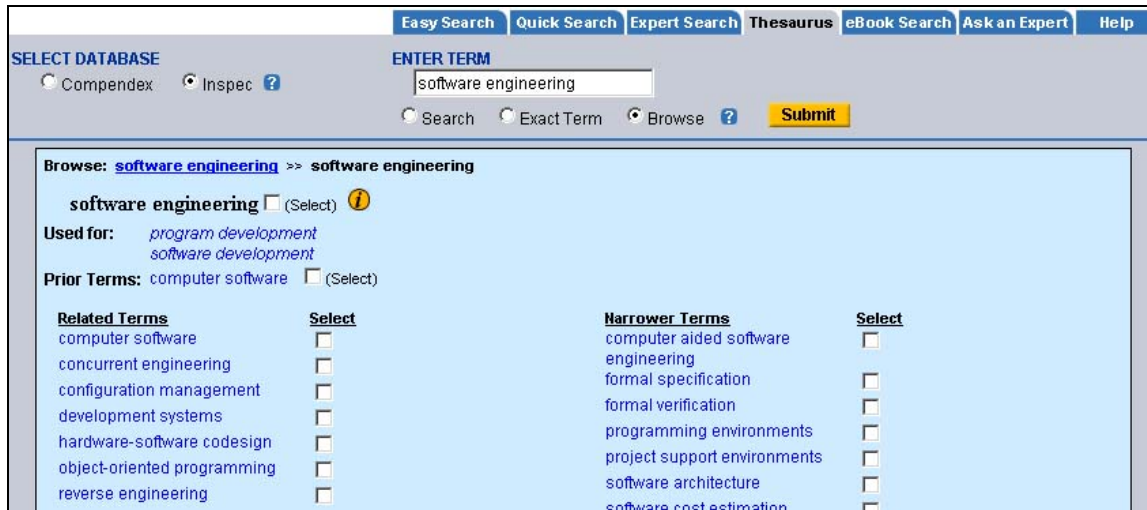 Easy Search Quick Search Expert Search Thesaurus eBook Search Ask an Expert Help
SELECT DATABASE
Compendex Inspec ?
ENTER TERM
software engineering
Search Exact Term Browse ? Submit
Browse: software engineering >> software engineering
software engineering (Select) i
Used for: program development
software development
Prior Terms: computer software (Select)
Related Terms Select
computer software
concurrent engineering
configuration management
development systems
hardware-software codesign
object-oriented programming
reverse engineering
Narrower Terms Select
computer aided software
engineering
formal specification
formal verification
programming environments
project support environments
software architecture
software cost estimation